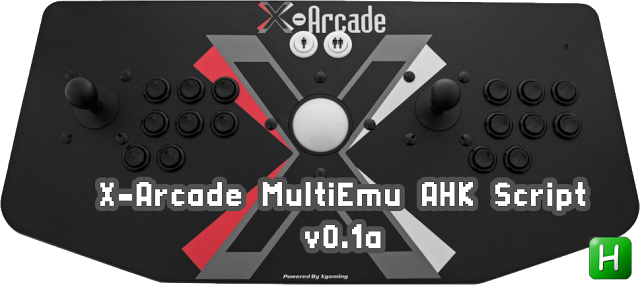 X-Arcade
X-Arcade MultiEmu AHK Script
v0.1a
Powered By Xgaming
H